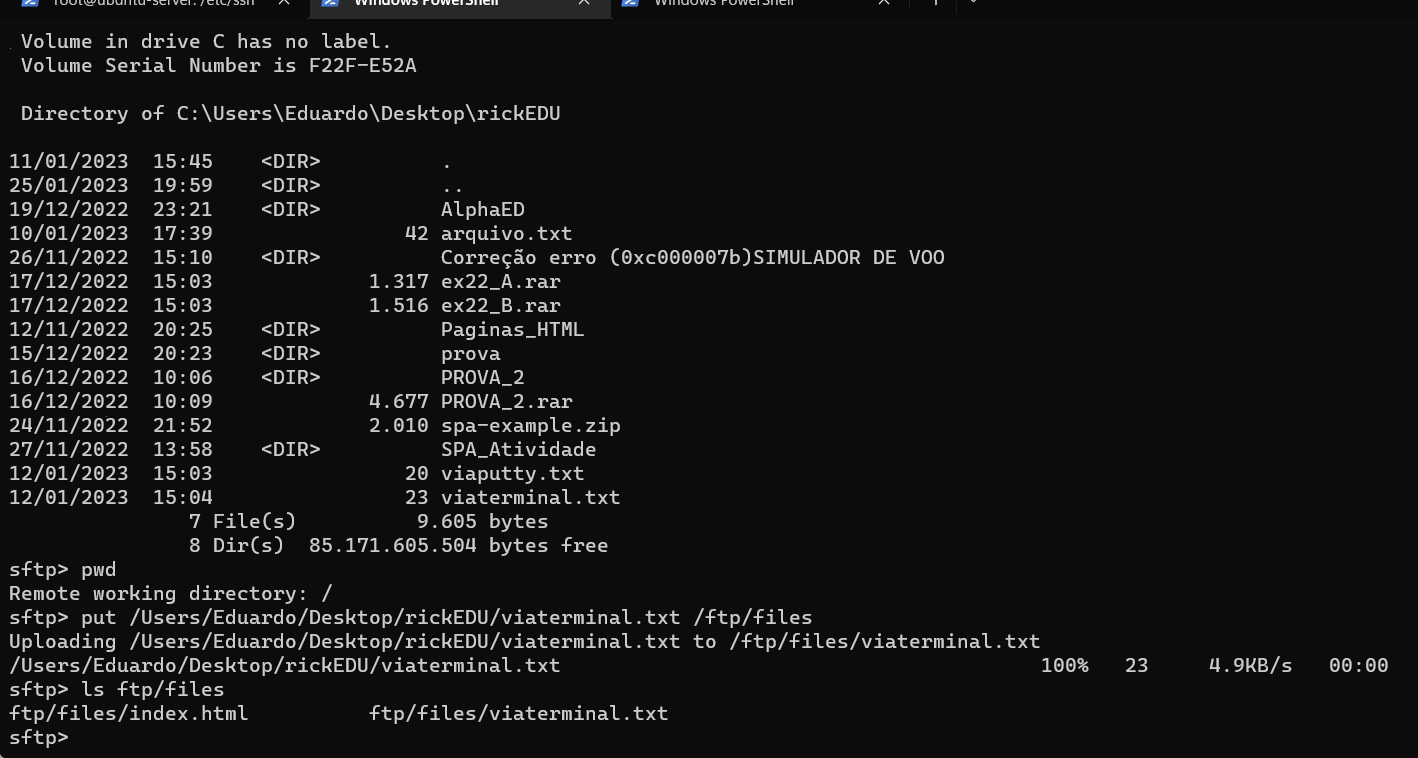 root@ubuntu-server: /etc/ssh Windows PowerShell Windows PowerShell
Volume in drive C has no label.
Volume Serial Number is F22F-E52A
Directory of C:\Users\Eduardo\Desktop\rickEDU
11/01/2023 15:45 <DIR> .
25/01/2023 19:59 <DIR> ..
19/12/2022 23:21 <DIR> AlphaED
10/01/2023 17:39 42 arquivo.txt
26/11/2022 15:10 <DIR> Correção erro (0xc000007b)SIMULADOR DE VOO
17/12/2022 15:03 1.317 ex22_A.rar
17/12/2022 15:03 1.516 ex22_B.rar
12/11/2022 20:25 <DIR> Paginas_HTML
15/12/2022 20:23 <DIR> prova
16/12/2022 10:06 <DIR> PROVA_2
16/12/2022 10:09 4.677 PROVA_2.rar
24/11/2022 21:52 2.010 spa-example.zip
27/11/2022 13:58 <DIR> SPA_Atividade
12/01/2023 15:03 20 viaputty.txt
12/01/2023 15:04 23 viaterminal.txt
7 File(s) 9.605 bytes
8 Dir(s) 85.171.605.504 bytes free
sftp> pwd
Remote working directory: /
sftp> put /Users/Eduardo/Desktop/rickEDU/viaterminal.txt /ftp/files
Uploading /Users/Eduardo/Desktop/rickEDU/viaterminal.txt to /ftp/files/viaterminal.txt
/Users/Eduardo/Desktop/rickEDU/viaterminal.txt 100% 23 4.9KB/s 00:00
sftp> ls ftp/files
ftp/files/index.html ftp/files/viaterminal.txt
sftp>